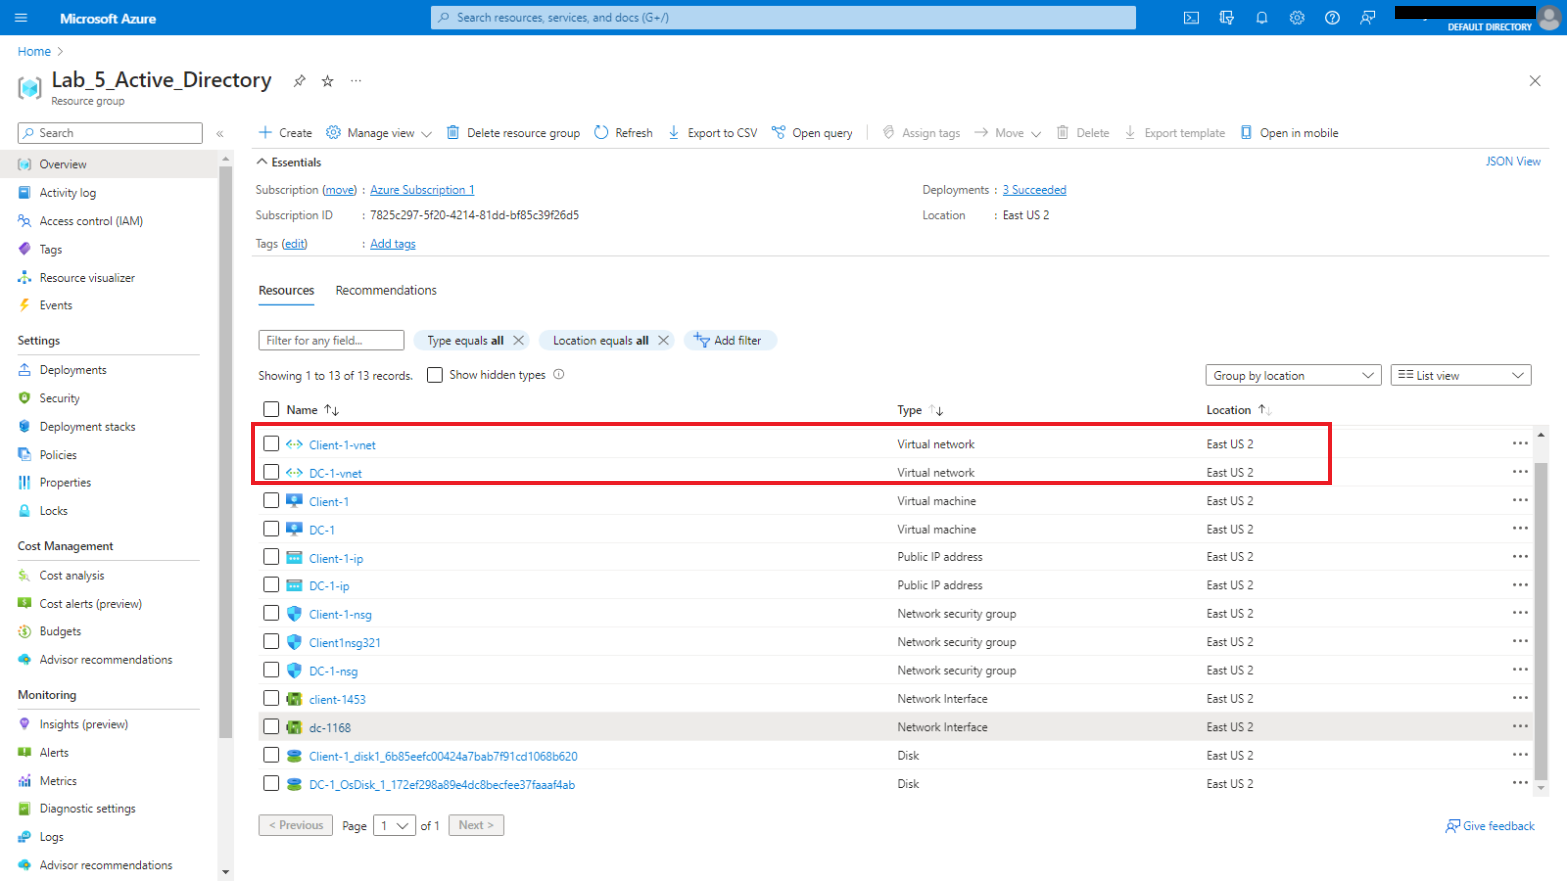 Microsoft Azure
Search resources, services, and docs (G+/)
DEFAULT DIRECTORY
Home
Lab_5_Active_Directory
Resource group
Search
«
Create
Manage view
Delete resource group
Refresh
Export to CSV
Open query
Assign tags
Move
Delete
Export template
Open in mobile
Overview
Activity log
Access control (IAM)
Tags
Resource visualizer
Events
Settings
Deployments
Security
Deployment stacks
Policies
Properties
Locks
Cost Management
Cost analysis
Cost alerts (preview)
Budgets
Advisor recommendations
Monitoring
Insights (preview)
Alerts
Metrics
Diagnostic settings
Logs
Advisor recommendations
Essentials
JSON View
Subscription (move) : Azure Subscription 1
Deployments : 3 Succeeded
Subscription ID : 7825c297-5f20-4214-81dd-bf85c39f26d5
Location : East US 2
Tags (edit) : Add tags
Resources Recommendations
Filter for any field... Type equals all Location equals all Add filter
Showing 1 to 13 of 13 records. Show hidden types
Group by location List view
Name Type Location
Client-1-vnet Virtual network East US 2
DC-1-vnet Virtual network East US 2
Client-1 Virtual machine East US 2
DC-1 Virtual machine East US 2
Client-1-ip Public IP address East US 2
DC-1-ip Public IP address East US 2
Client-1-nsg Network security group East US 2
Client1nsg321 Network security group East US 2
DC-1-nsg Network security group East US 2
client-1453 Network Interface East US 2
dc-1168 Network Interface East US 2
Client-1_disk1_6b85eefc00424a7bab7f91cd1068b620 Disk East US 2
DC-1_OsDisk_1_172ef298a89e4dc8becfee37faaaf4ab Disk East US 2
< Previous Page 1 of 1 Next >
Give feedback